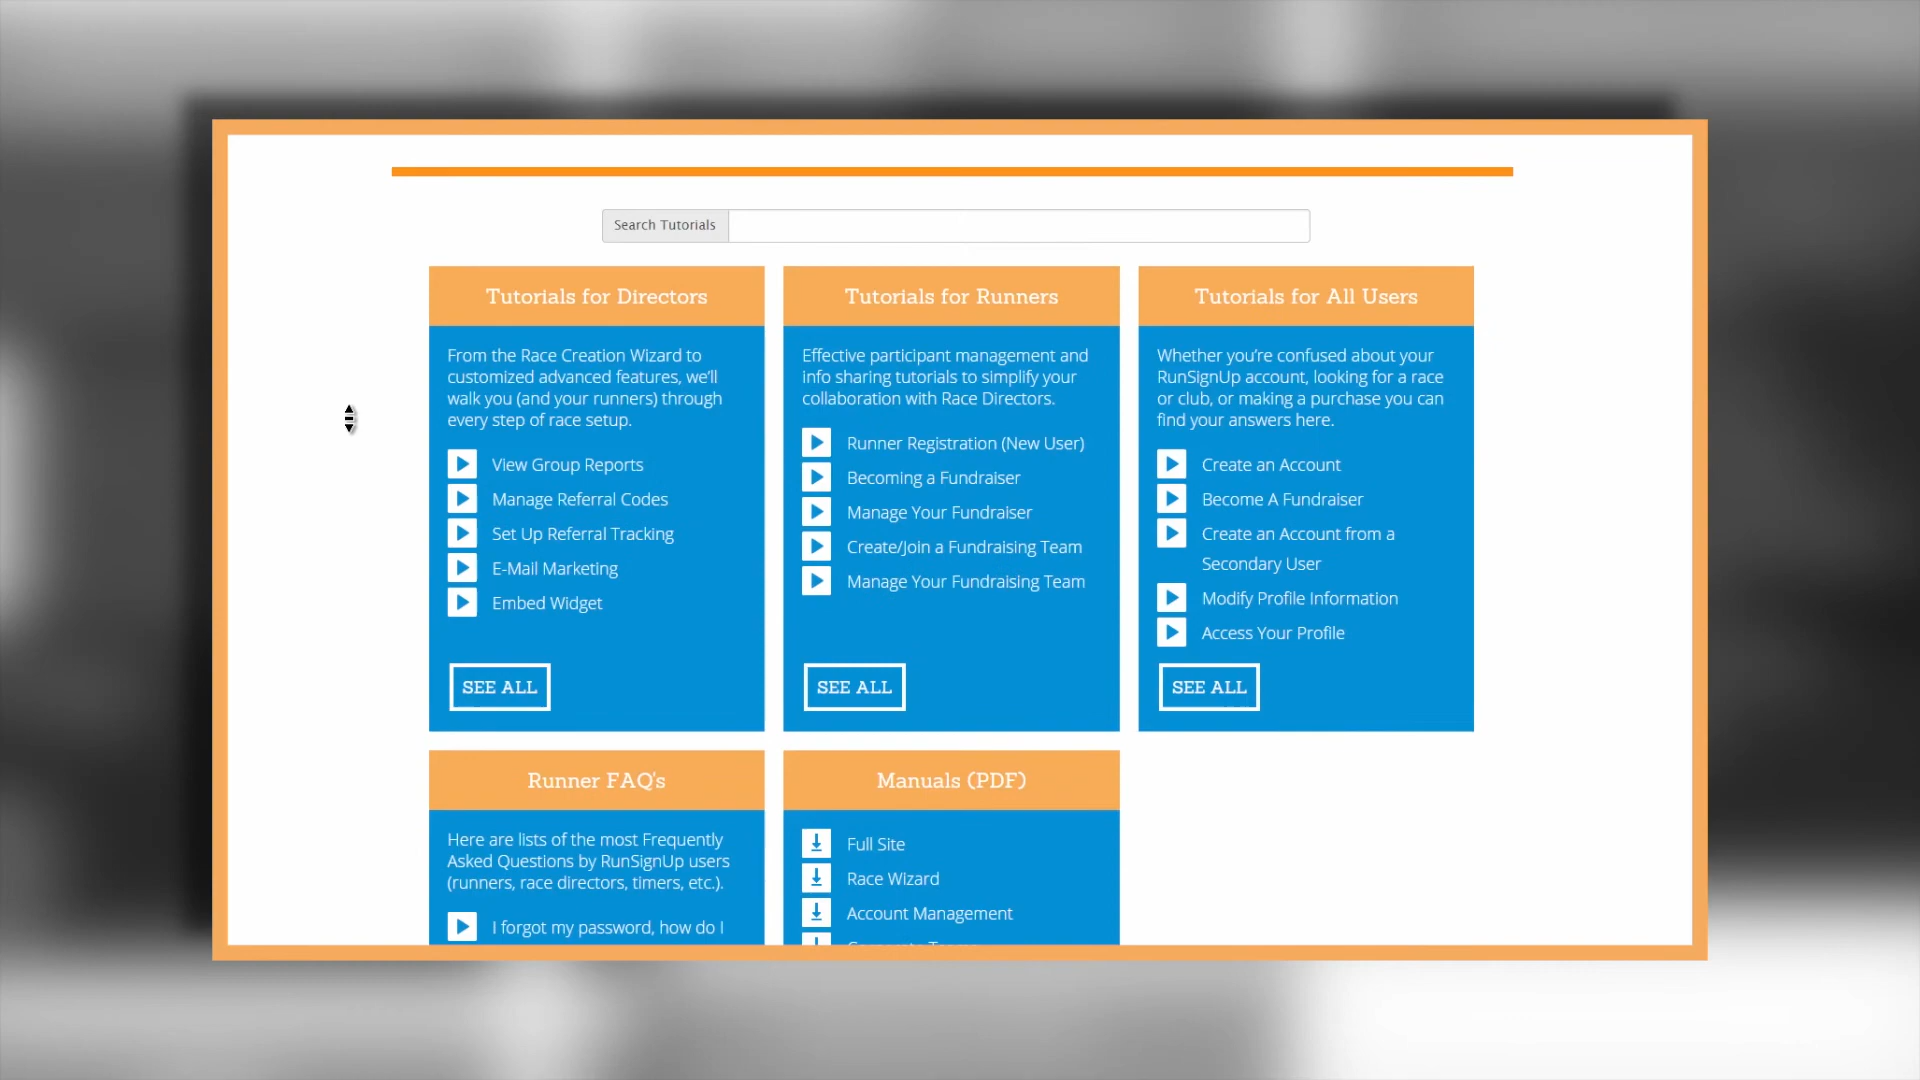 Search Tutorials
Tutorials for Directors
From the Race Creation Wizard to
customized advanced features, we'll
walk you (and your runners) through
every step of race setup.
View Group Reports
Manage Referral Codes
Set Up Referral Tracking
E-Mail Marketing
Embed Widget
SEE ALL
Tutorials for Runners
Effective participant management and
info sharing tutorials to simplify your
collaboration with Race Directors.
Runner Registration (New User)
Becoming a Fundraiser
Manage Your Fundraiser
Create/Join a Fundraising Team
Manage Your Fundraising Team
SEE ALL
Tutorials for All Users
Whether you're confused about your
RunSignUp account, looking for a race
or club, or making a purchase you can
find your answers here.
Create an Account
Become A Fundraiser
Create an Account from a
Secondary User
Modify Profile Information
Access Your Profile
SEE ALL
Runner FAQ's
Here are lists of the most Frequently
Asked Questions by RunSignUp users
(runners, race directors, timers, etc.).
I forgot my password, how do I
Manuals (PDF)
Full Site
Race Wizard
Account Management